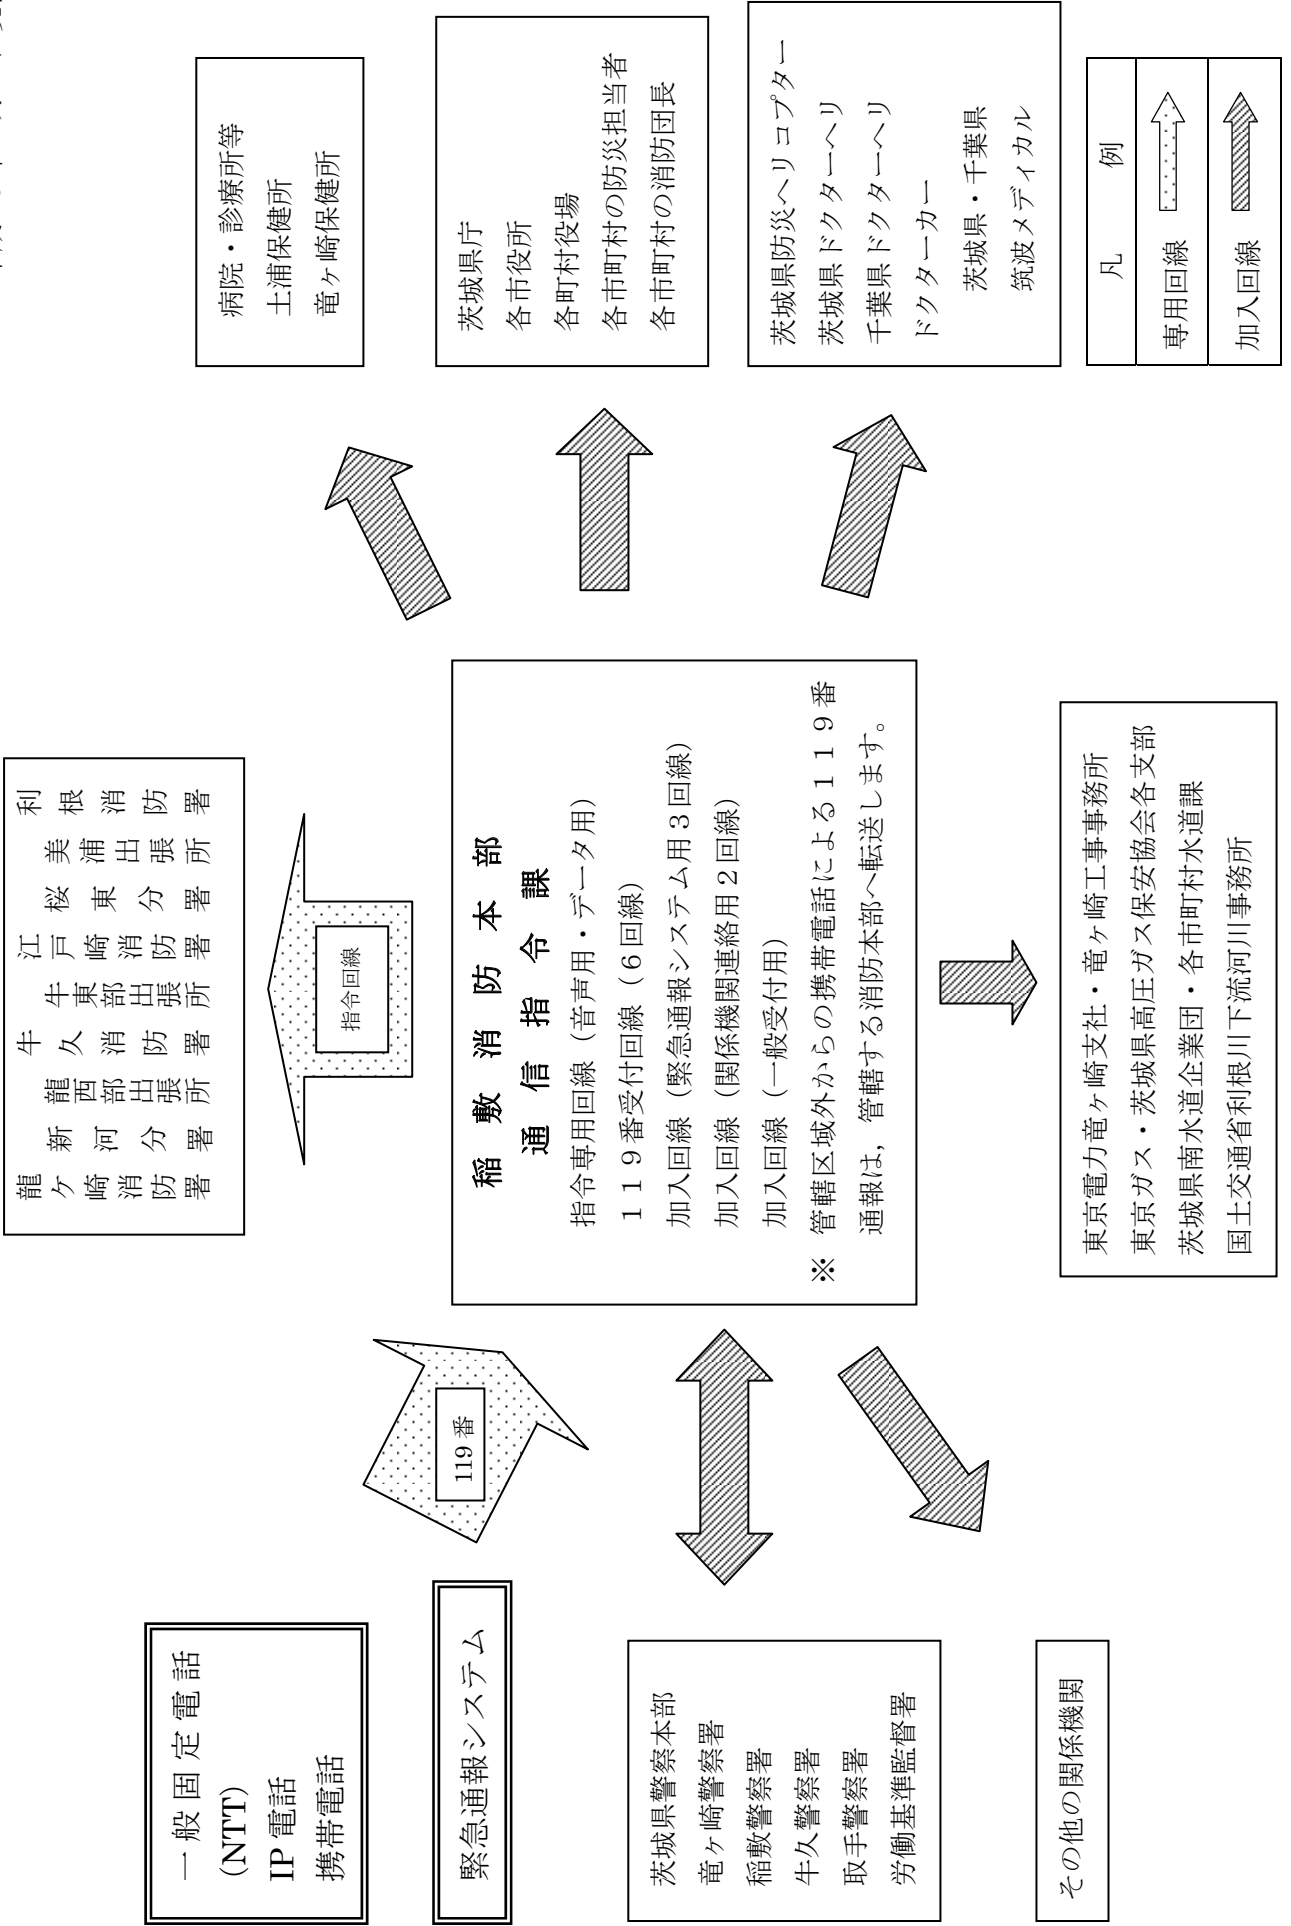 龍ヶ崎消防署
新河分署
龍西部出張所
牛久消防署
牛東部出張所
江戸崎消防署
桜東分署
美浦出張所
利根消防署
指令回線
一般固定電話
(NTT)
IP 電話
携帯電話
緊急通報システム
119 番
稲敷消防本部
通信指令課
指令専用回線（音声用・データ用）
１１９番受付回線（６回線）
加入回線（緊急通報システム用３回線）
加入回線（関係機関連絡用２回線）
加入回線（一般受付用）
※　管轄区域外からの携帯電話による１１９番
通報は，管轄する消防本部へ転送します。
病院・診療所等
土浦保健所
竜ヶ崎保健所
茨城県庁
各市役所
各町村役場
各市町村の防災担当者
各市町村の消防団長
茨城県防災ヘリコプター
茨城県ドクターヘリ
千葉県ドクターヘリ
ドクターカー
茨城県・千葉県
筑波メディカル
茨城県警察本部
竜ヶ崎警察署
稲敷警察署
牛久警察署
取手警察署
労働基準監督署
その他の関係機関
東京電力竜ヶ崎支社・竜ヶ崎工事事務所
東京ガス・茨城県高圧ガス保安協会各支部
茨城県南水道企業団・各市町村水道課
国土交通省利根川下流河川事務所
凡　例
専用回線
加入回線